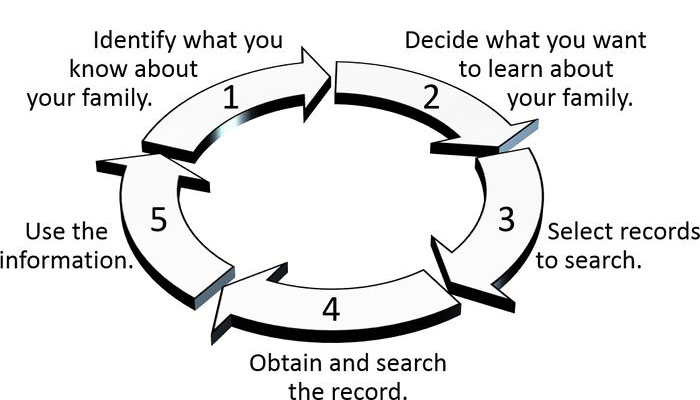 Identify what you
know about
your family.
1
Decide what you want
to learn about
your family.
2
3
Select records
to search.
4
Obtain and search
the record.
5
Use the
information.